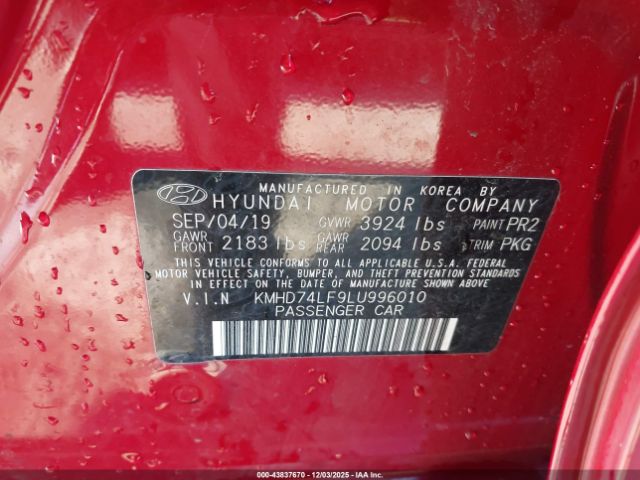 MANUFACTURED IN KOREA BY
HYUNDAI MOTOR COMPANY
SEP/04/19 GVWR 3924 lbs PAINT PR2
GAWR FRONT 2183 lbs GAWR REAR 2094 lbs TRIM PKG
THIS VEHICLE CONFORMS TO ALL APPLICABLE U.S.A. FEDERAL
MOTOR VEHICLE SAFETY, BUMPER, AND THEFT PREVENTION STANDARDS
IN EFFECT ON THE DATE OF MANUFACTURE SHOWN ABOVE
V.I.N KMHD74LF9LU996010
PASSENGER CAR
000-43837670 - 12/03/2025 - IAA, Inc.